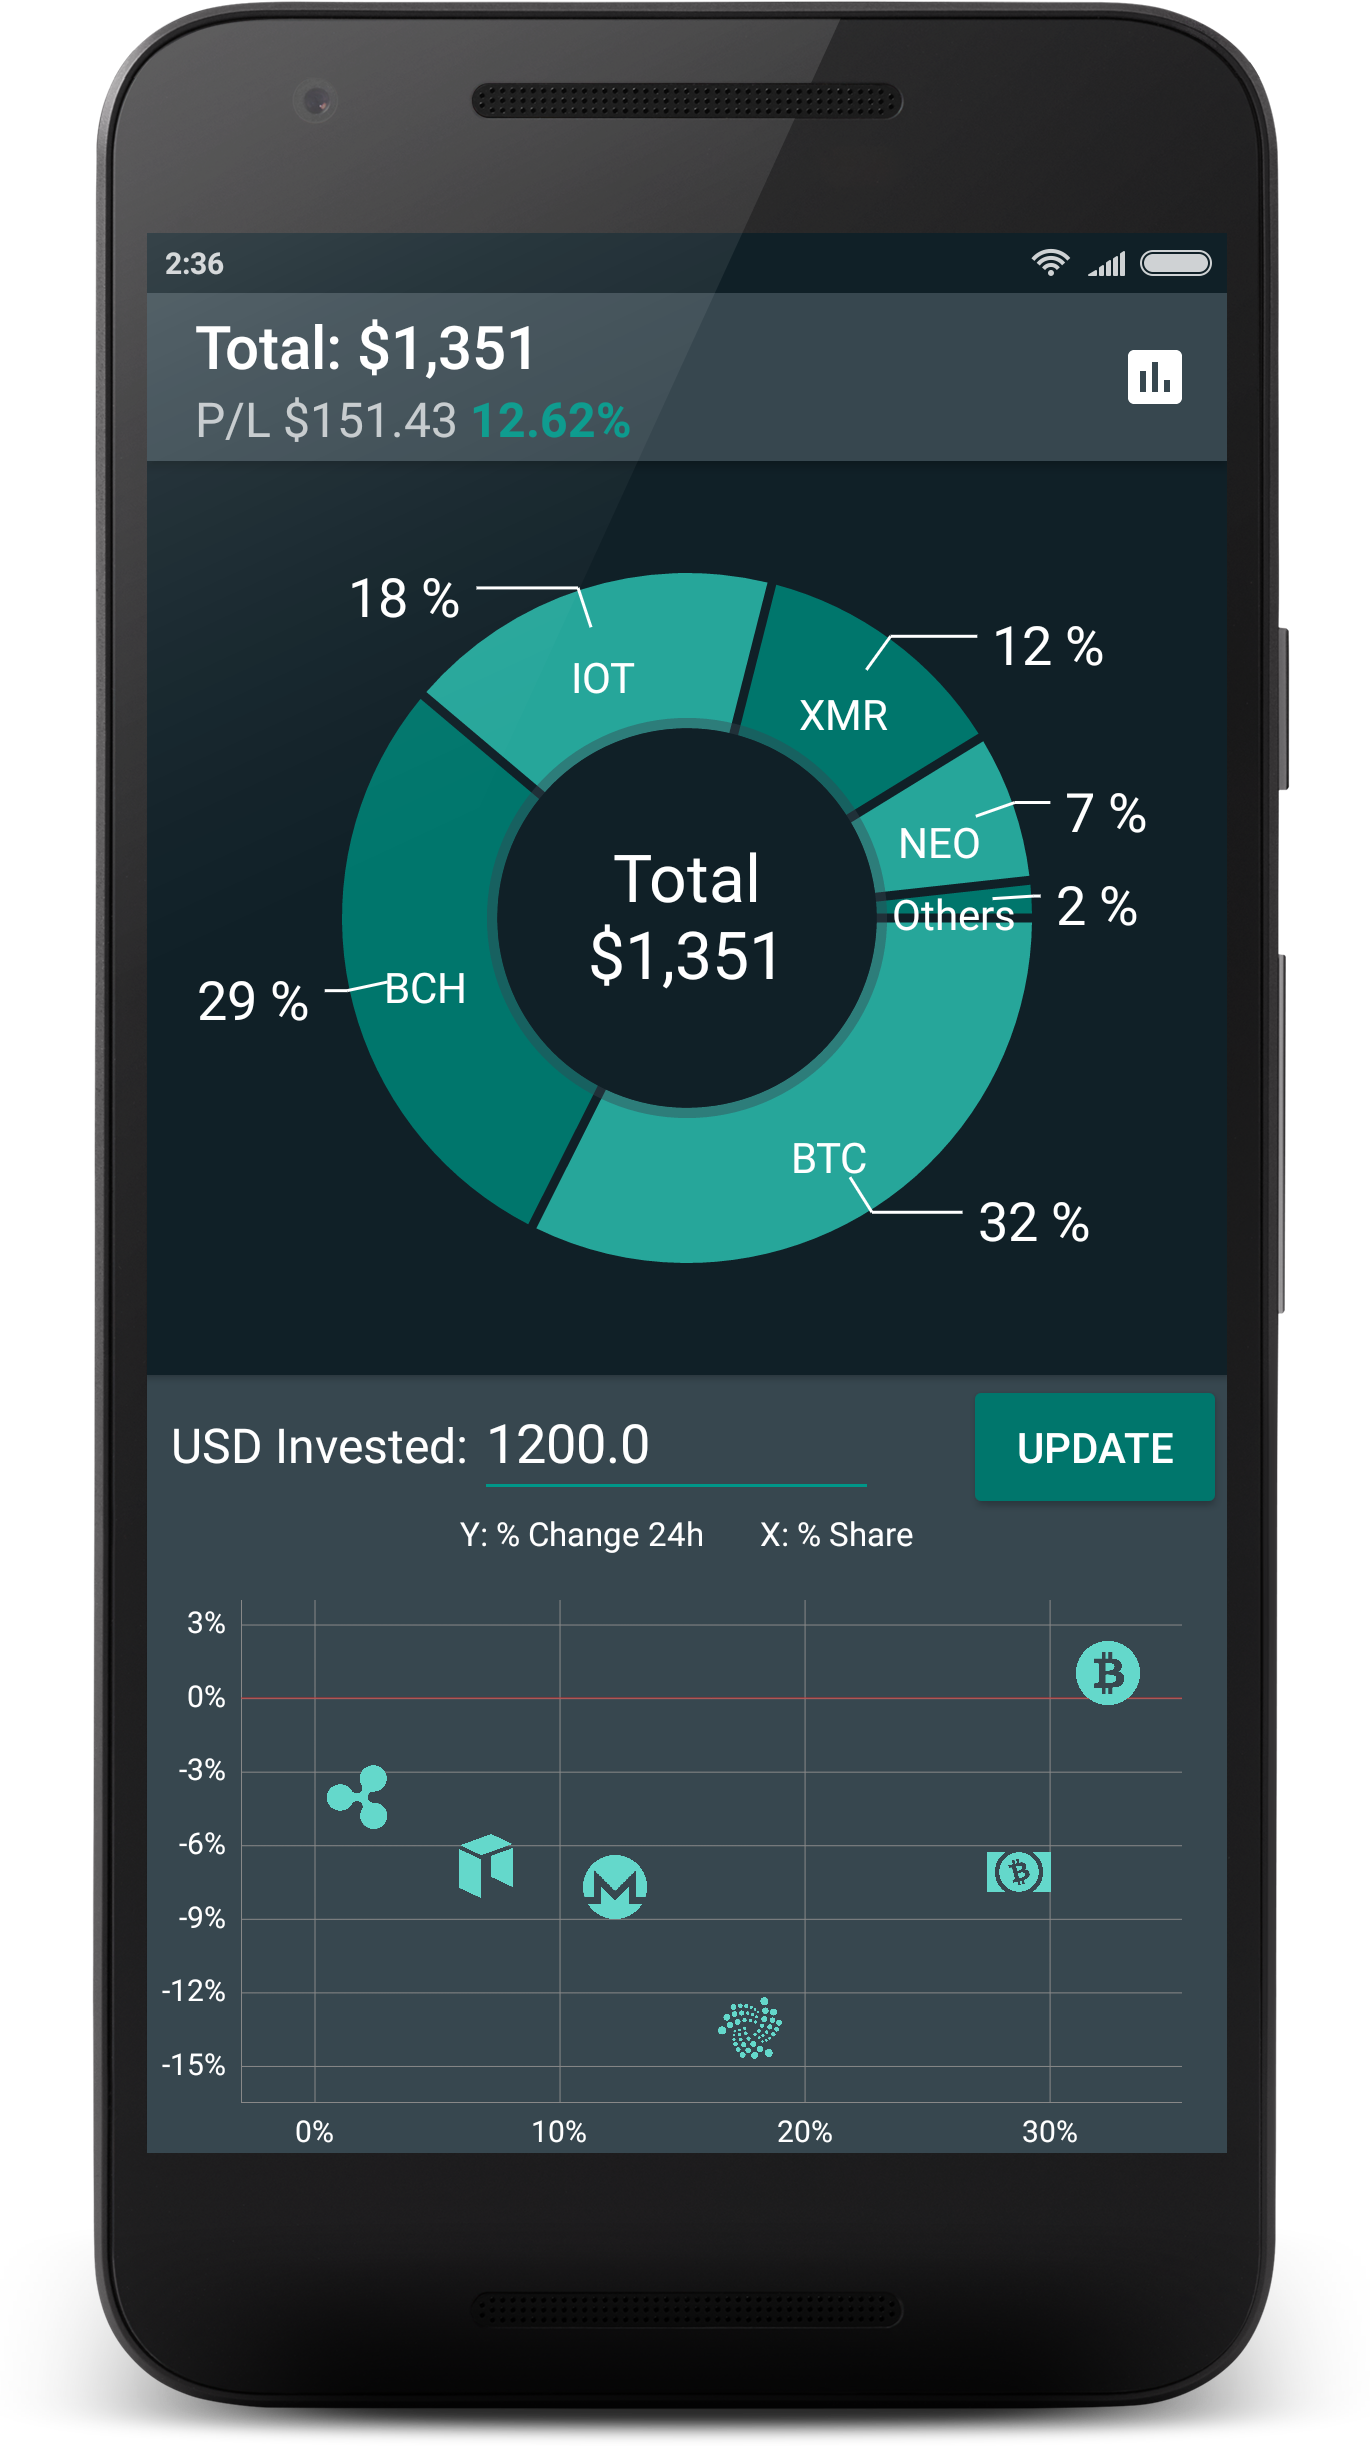 2:36
Total: $1,351
P/L $151.43 12.62%
18 %
12 %
IOT
XMR
7 %
NEO
Total
$1,351
Others
2 %
29 %
BCH
BTC
32 %
USD Invested: 1200.0
UPDATE
Y: % Change 24h X: % Share
3%
0%
-3%
-6%
-9%
-12%
-15%
0% 10% 20% 30%